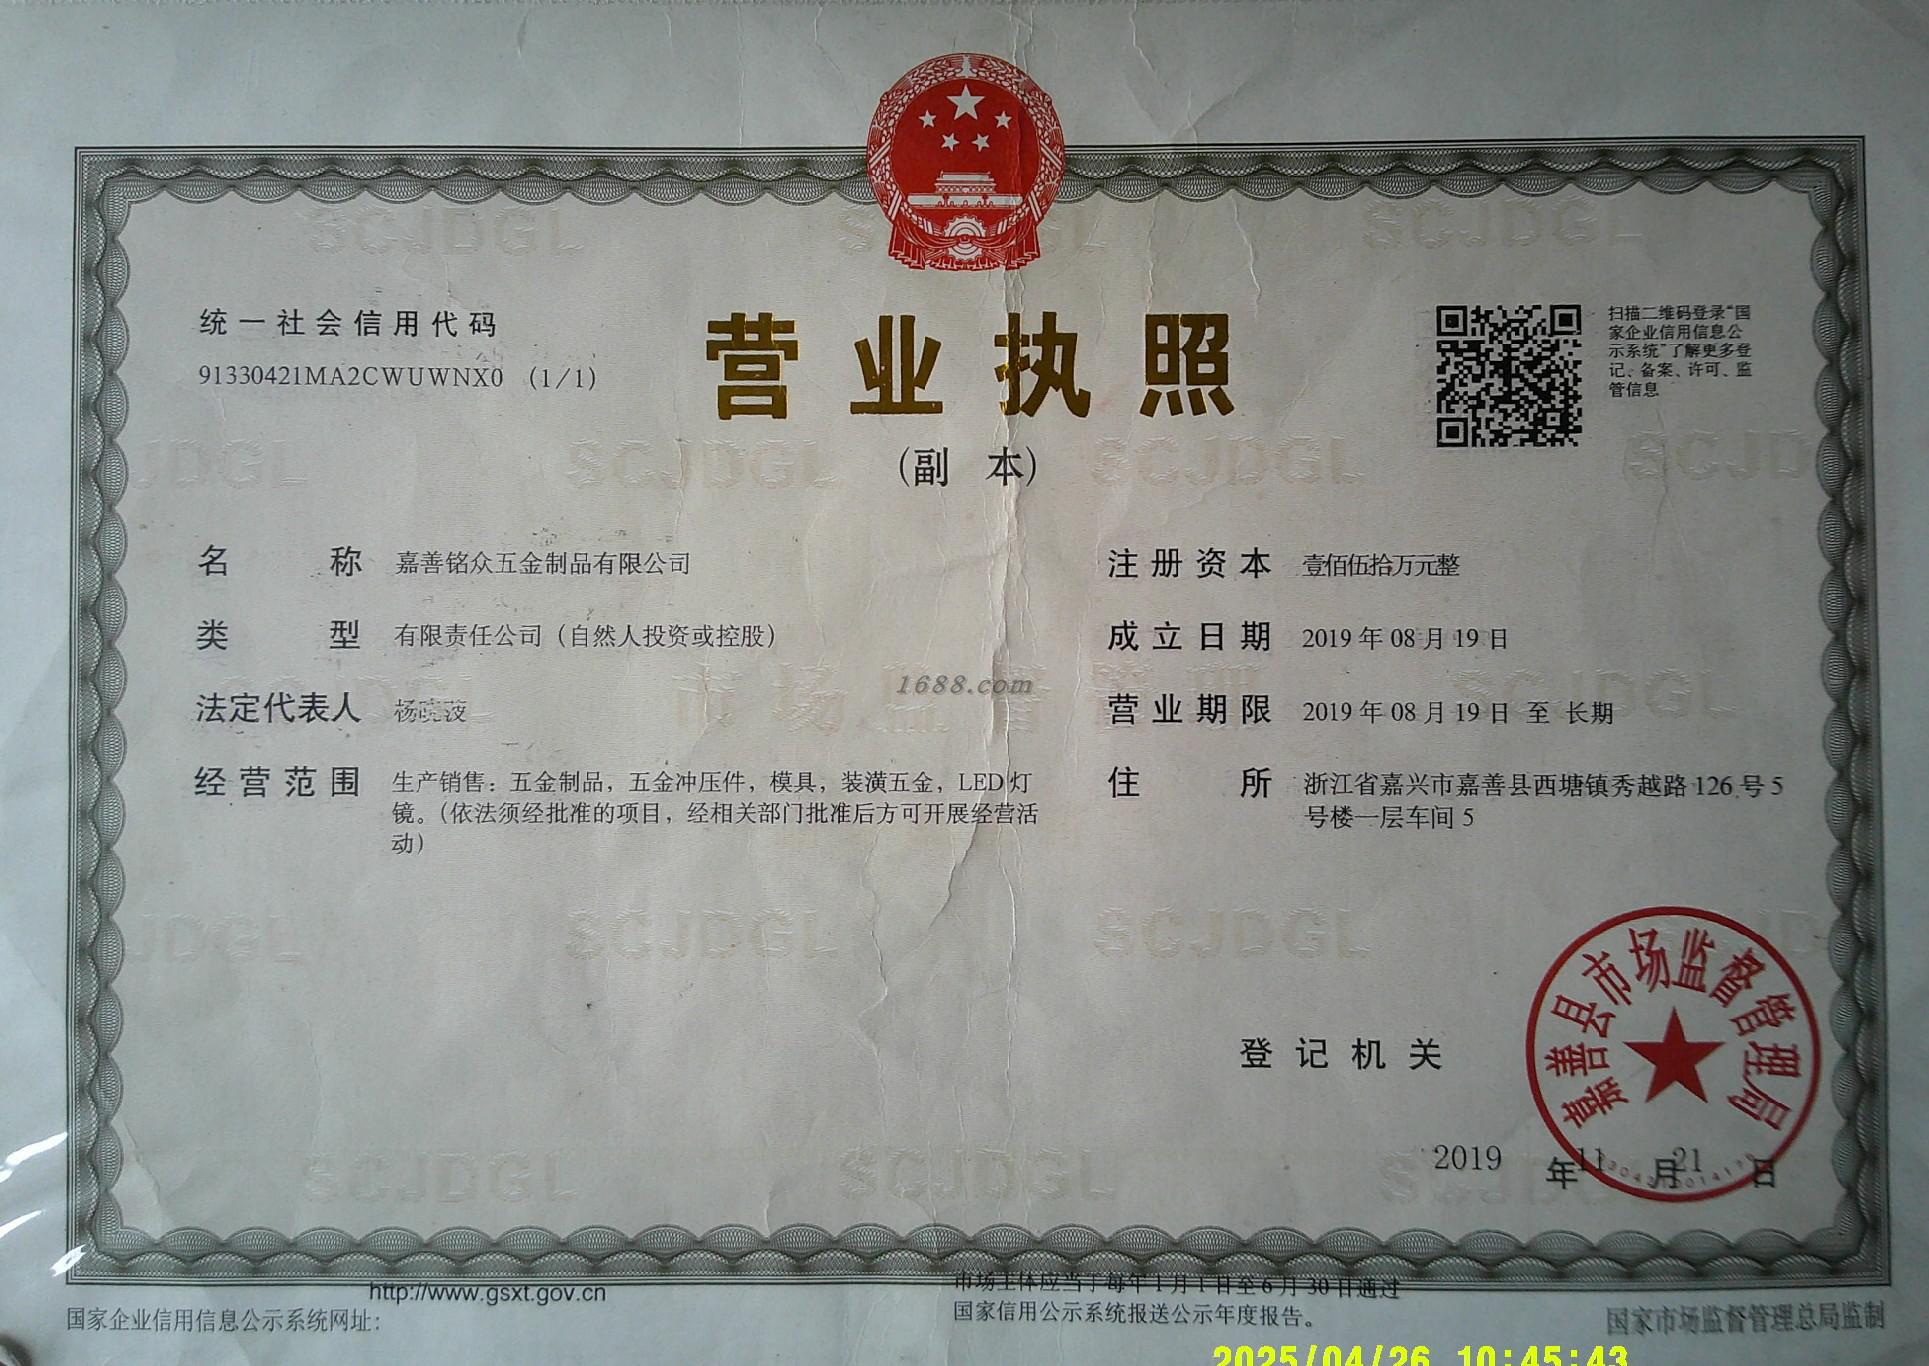 统一社会信用代码
91330421MA2CWUWNX0 (1/1)
营业执照
(副 本)
扫描二维码登录“国
家企业信用信息公
示系统”了解更多登
记、备案、许可、监
管信息
名 称 嘉善铭众五金制品有限公司
类 型 有限责任公司（自然人投资或控股）
法定代表人 杨
经营范围 生产销售：五金制品，五金冲压件，模具，装潢五金，LED灯
镜。（依法须经批准的项目，经相关部门批准后方可开展经营活
动）
注册资本 壹佰伍拾万元整
成立日期 2019年08月19日
营业期限 2019年08月19日 至 长期
住 所 浙江省嘉兴市嘉善县西塘镇秀越路126号5
号楼一层车间5
1688.com
登记机关
嘉善县市场监督管理局
2019 年11 月21 日
http://www.gsxt.gov.cn
国家企业信用信息公示系统网址：
市场主体应当于每年1月1日至6月30日通过
国家信用公示系统报送公示年度报告。
国家市场监督管理总局监制
2025/04/26 10:45:43
SCJDGL